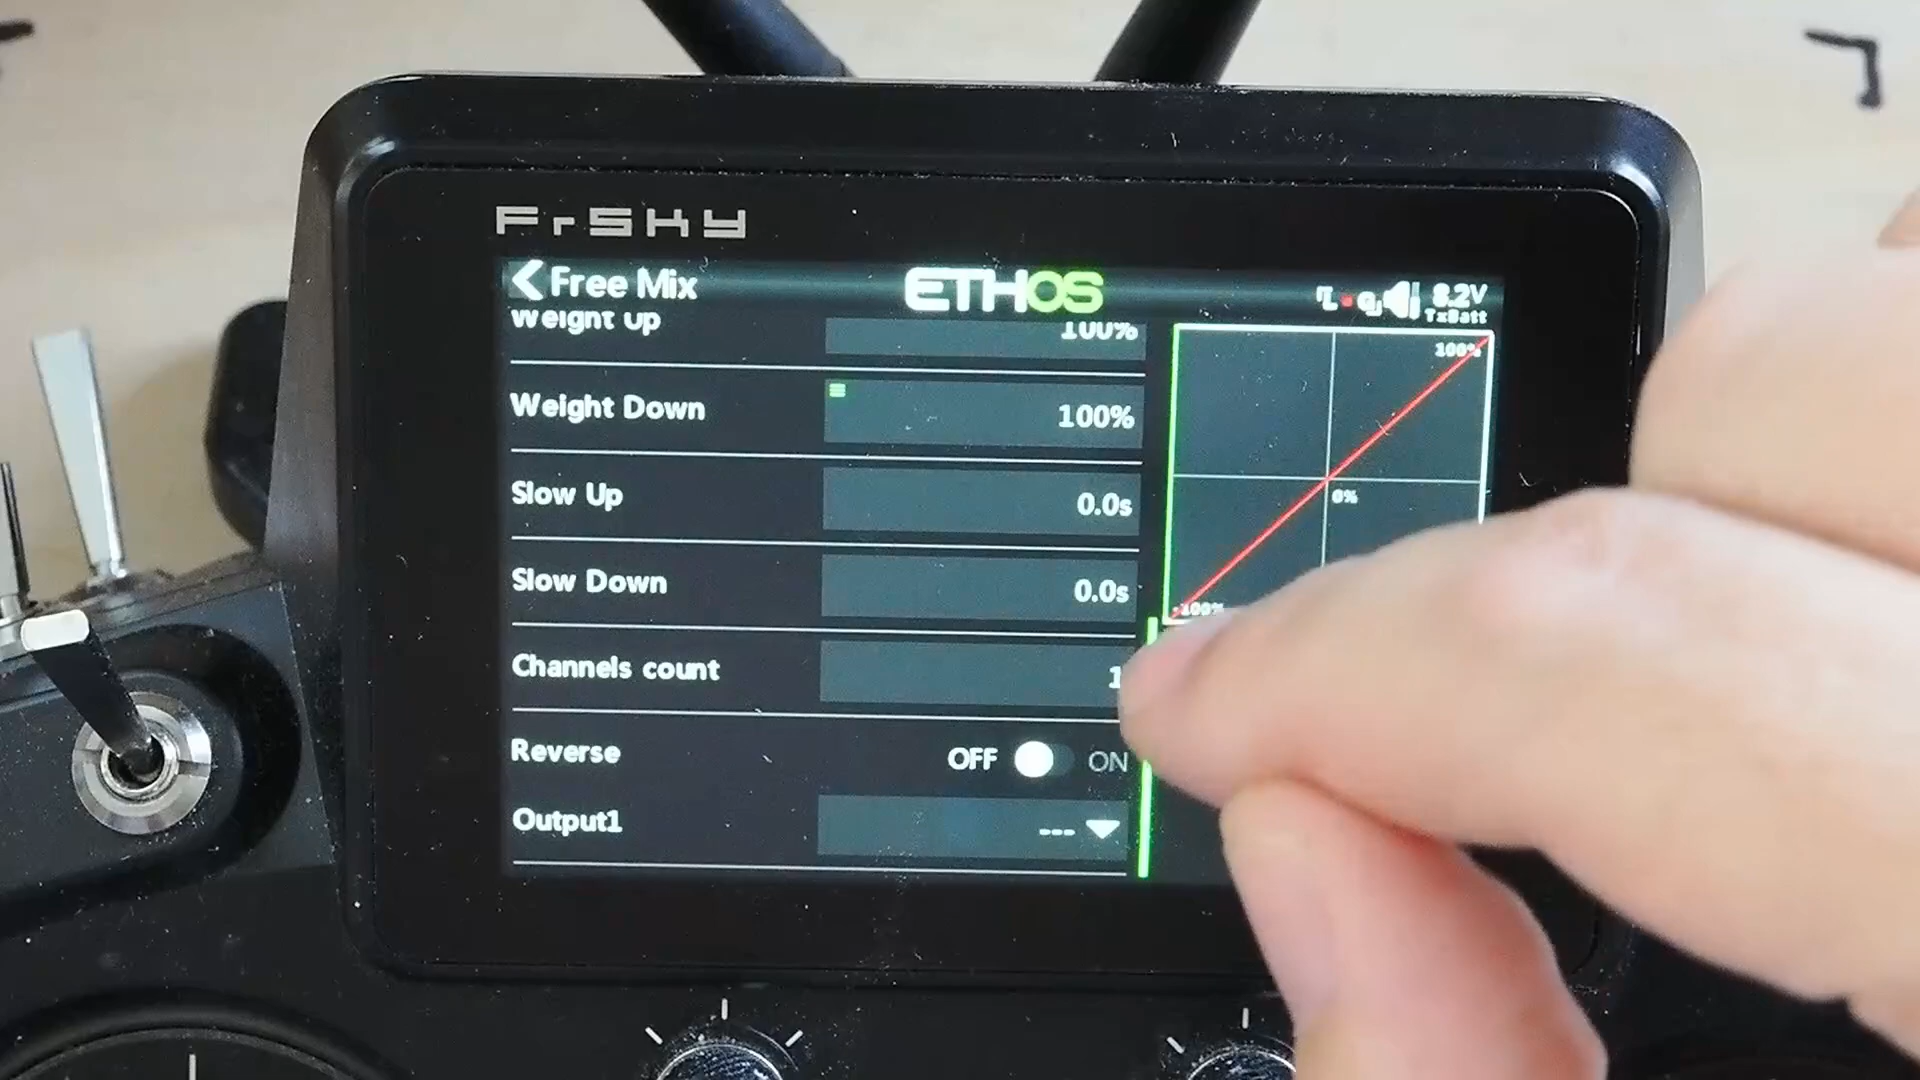 FrSKY
Free Mix
ETHOS
8.2V
TxBatt
Weight Up
100%
100%
Weight Down
100%
Slow Up
0.0s
0%
Slow Down
0.0s
-100%
Channels count
1
Reverse
OFF
ON
Output1
---